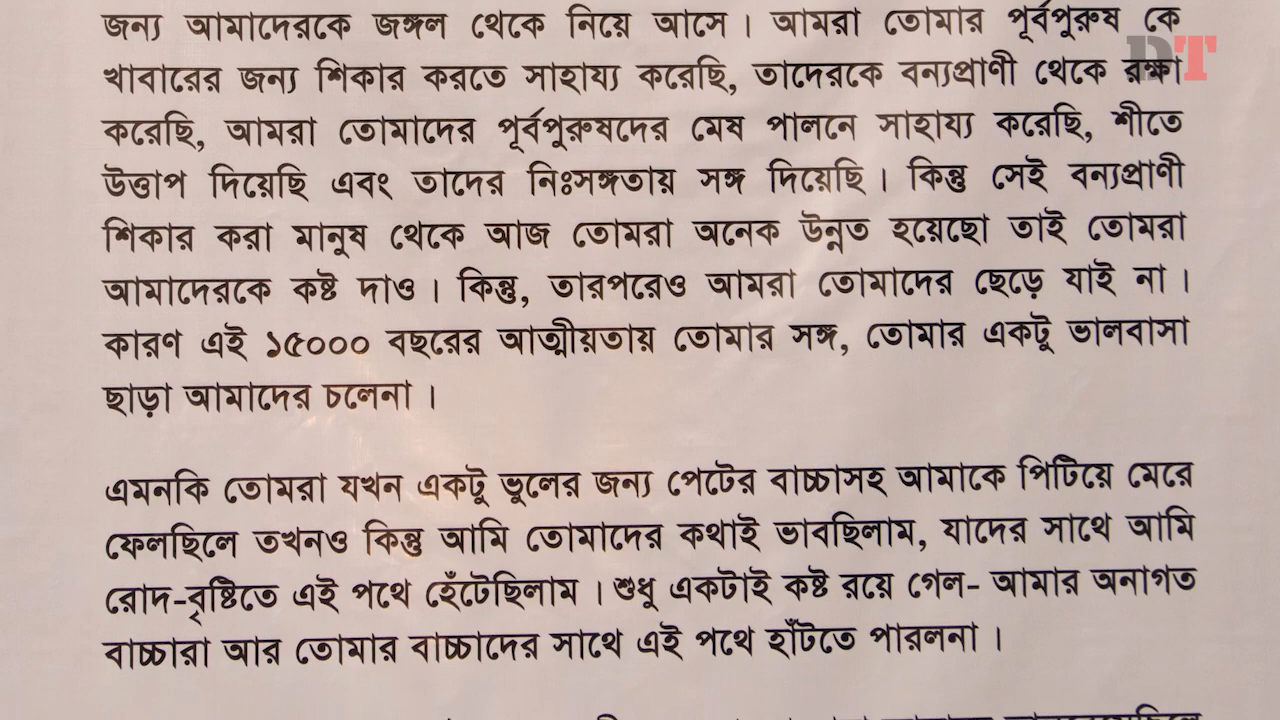 জন্য আমাদেরকে জঙ্গল থেকে নিয়ে আসে। আমরা তোমার পূর্বপুরুষ কে
DT
খাবারের জন্য শিকার করতে সাহায্য করেছি, তাদেরকে বন্যপ্রাণী থেকে রক্ষা
করেছি, আমরা তোমাদের পূর্বপুরুষদের মেষ পালনে সাহায্য করেছি, শীতে
উত্তাপ দিয়েছি এবং তাদের নিঃসঙ্গতায় সঙ্গ দিয়েছি। কিন্তু সেই বন্যপ্রাণী
শিকার করা মানুষ থেকে আজ তোমরা অনেক উন্নত হয়েছো তাই তোমরা
আমাদেরকে কষ্ট দাও। কিন্তু, তারপরেও আমরা তোমাদের ছেড়ে যাই না।
কারণ এই ১৫০০০ বছরের আত্মীয়তায় তোমার সঙ্গ, তোমার একটু ভালবাসা
ছাড়া আমাদের চলেনা।
এমনকি তোমরা যখন একটু ভুলের জন্য পেটের বাচ্চাসহ আমাকে পিটিয়ে মেরে
ফেলছিলে তখনও কিন্তু আমি তোমাদের কথাই ভাবছিলাম, যাদের সাথে আমি
রোদ-বৃষ্টিতে এই পথে হেঁটেছিলাম। শুধু একটাই কষ্ট রয়ে গেল- আমার অনাগত
বাচ্চারা আর তোমার বাচ্চাদের সাথে এই পথে হাঁটতে পারলনা।